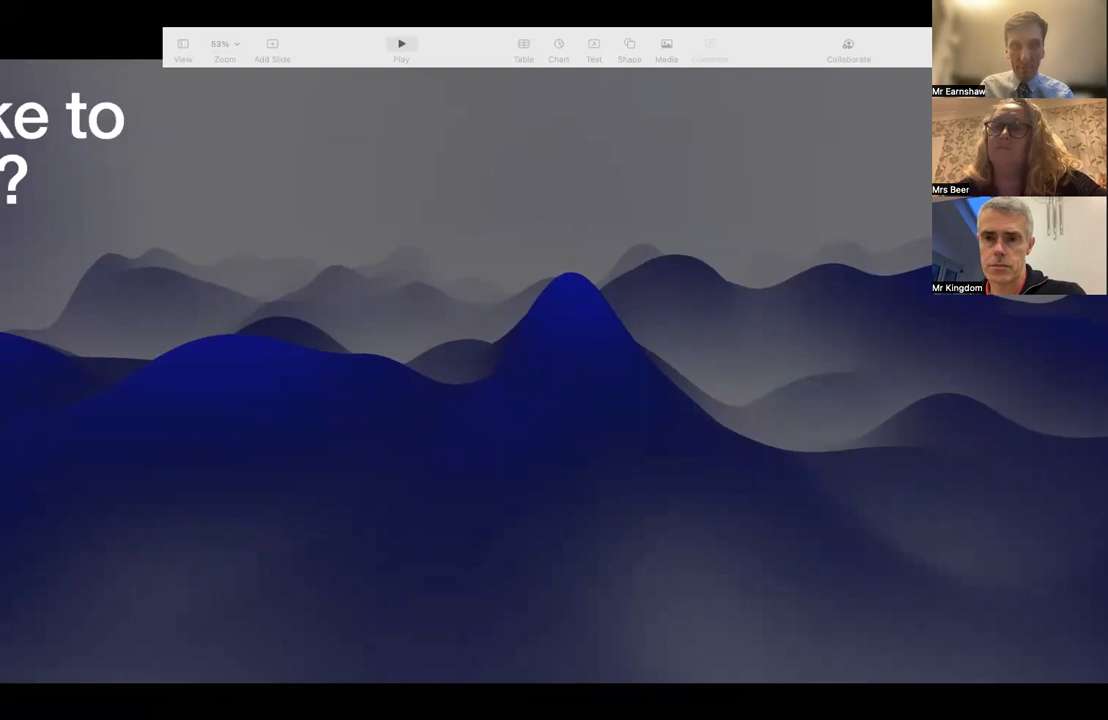 ke to
?
53%
View
Zoom
Add Slide
Play
Table
Chart
Text
Shape
Media
Comment
Collaborate
Mr Earnshaw
Mrs Beer
Mr Kingdom